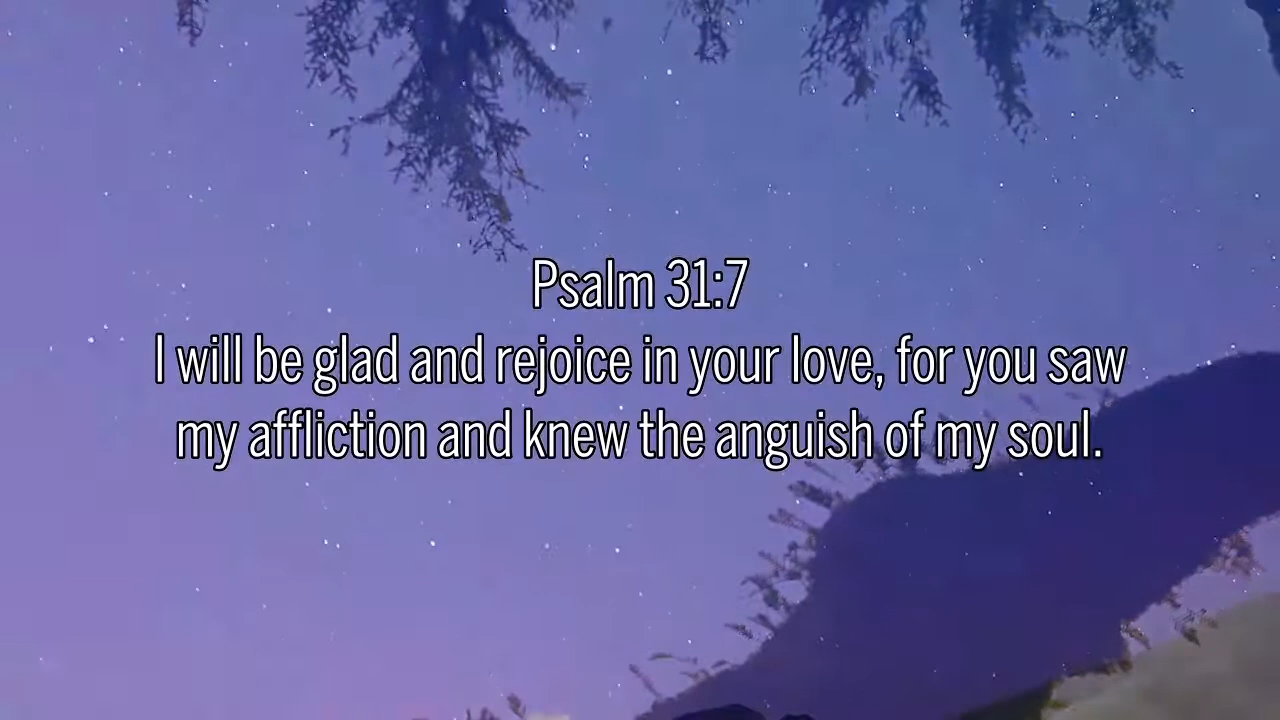 Psalm 31:7
I will be glad and rejoice in your love, for you saw
my affliction and knew the anguish of my soul.